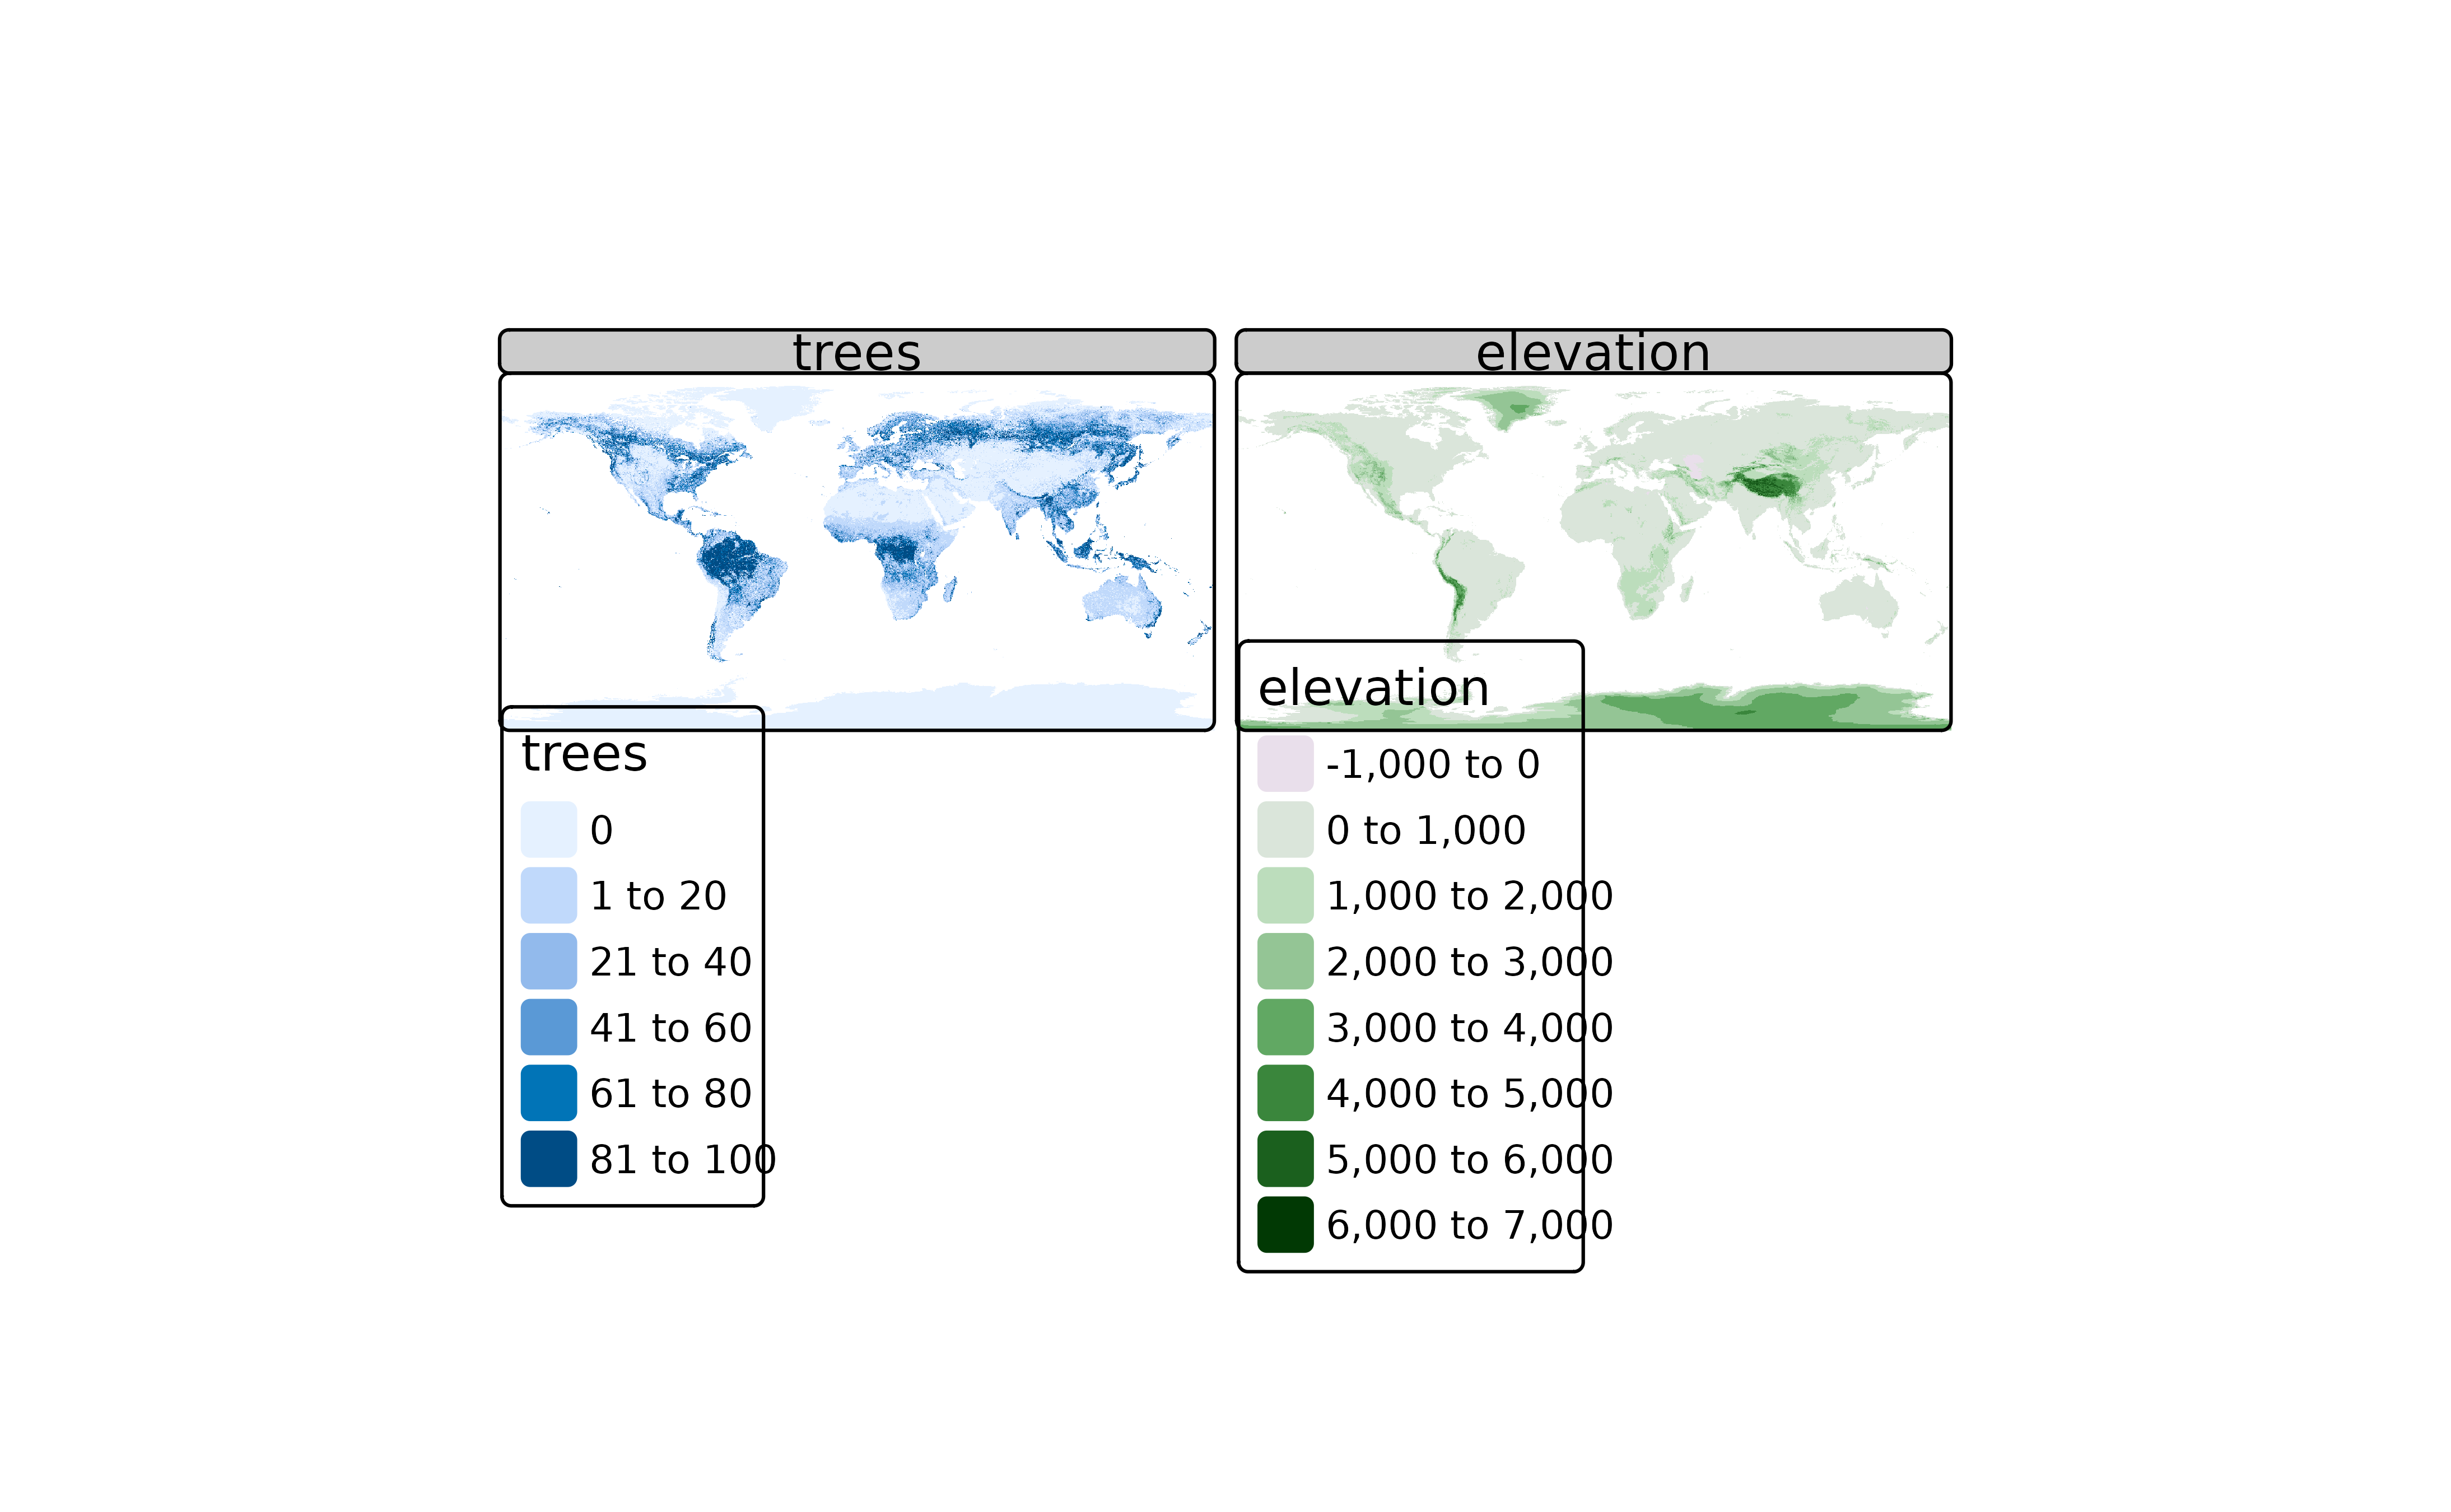 trees
elevation
trees
0
1 to 20
21 to 40
41 to 60
61 to 80
81 to 100
elevation
-1,000 to 0
0 to 1,000
1,000 to 2,000
2,000 to 3,000
3,000 to 4,000
4,000 to 5,000
5,000 to 6,000
6,000 to 7,000